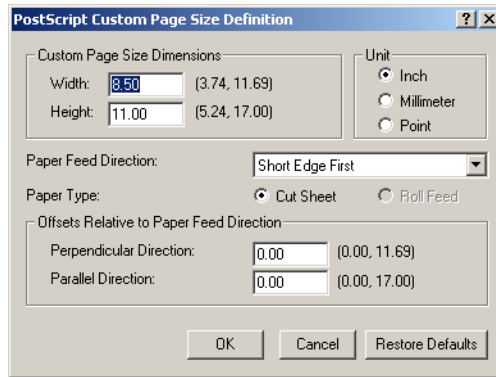 PostScript Custom Page Size Definition
Custom Page Size Dimensions
Width: 8.50 (3.74, 11.69)
Height: 11.00 (5.24, 17.00)
Unit
Inch
Millimeter
Point
Paper Feed Direction: Short Edge First
Paper Type: Cut Sheet Roll Feed
Offsets Relative to Paper Feed Direction
Perpendicular Direction: 0.00 (0.00, 11.69)
Parallel Direction: 0.00 (0.00, 17.00)
OK Cancel Restore Defaults